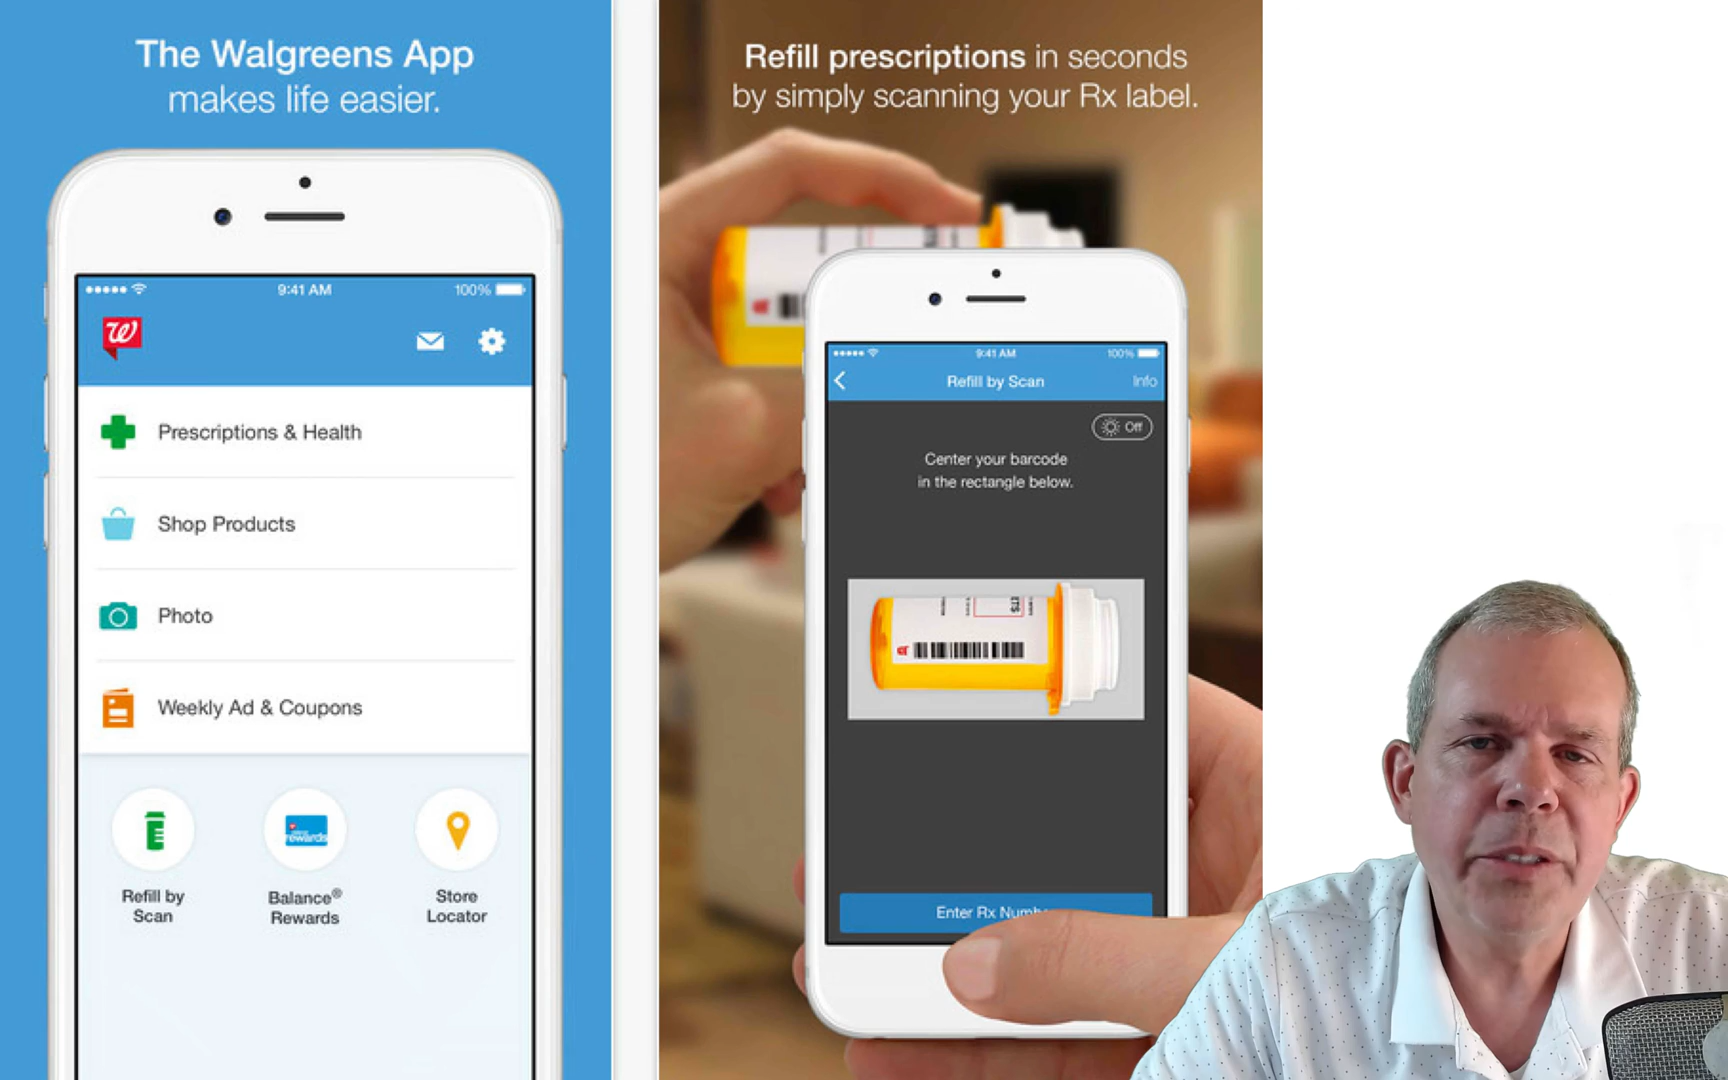 The Walgreens App
makes life easier.
9:41 AM
100%
W
Prescriptions & Health
Shop Products
Photo
Weekly Ad & Coupons
rewards
Refill by
Scan
Balance®
Rewards
Store
Locator
Refill prescriptions in seconds
by simply scanning your Rx label.
9:41 AM
100%
Refill by Scan
Info
Off
Center your barcode
in the rectangle below.
Enter Rx